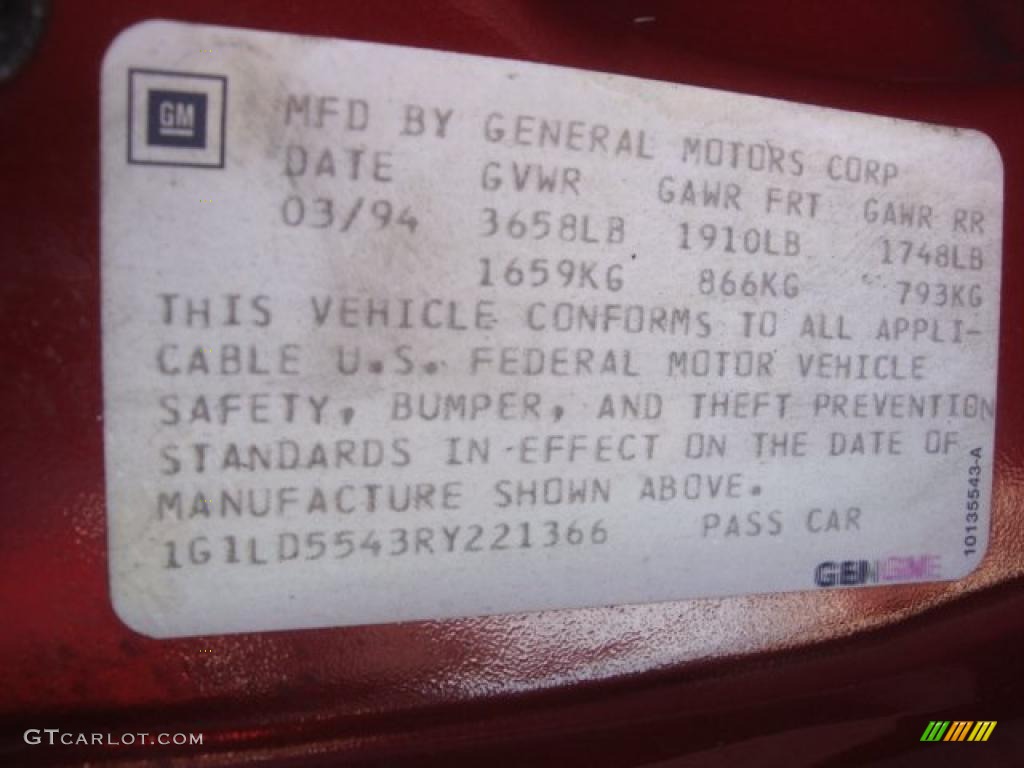 GM
MFD BY GENERAL MOTORS CORP
DATE GVWR GAWR FRT GAWR RR
03/94 3658LB 1910LB 1748LB
1659KG 866KG 793KG
THIS VEHICLE CONFORMS TO ALL APPLI-
CABLE U.S. FEDERAL MOTOR VEHICLE
SAFETY, BUMPER, AND THEFT PREVENTION
STANDARDS IN EFFECT ON THE DATE OF
MANUFACTURE SHOWN ABOVE.
1G1LD5543RY221366 PASS CAR
10135543-A
GTCARLOT.COM